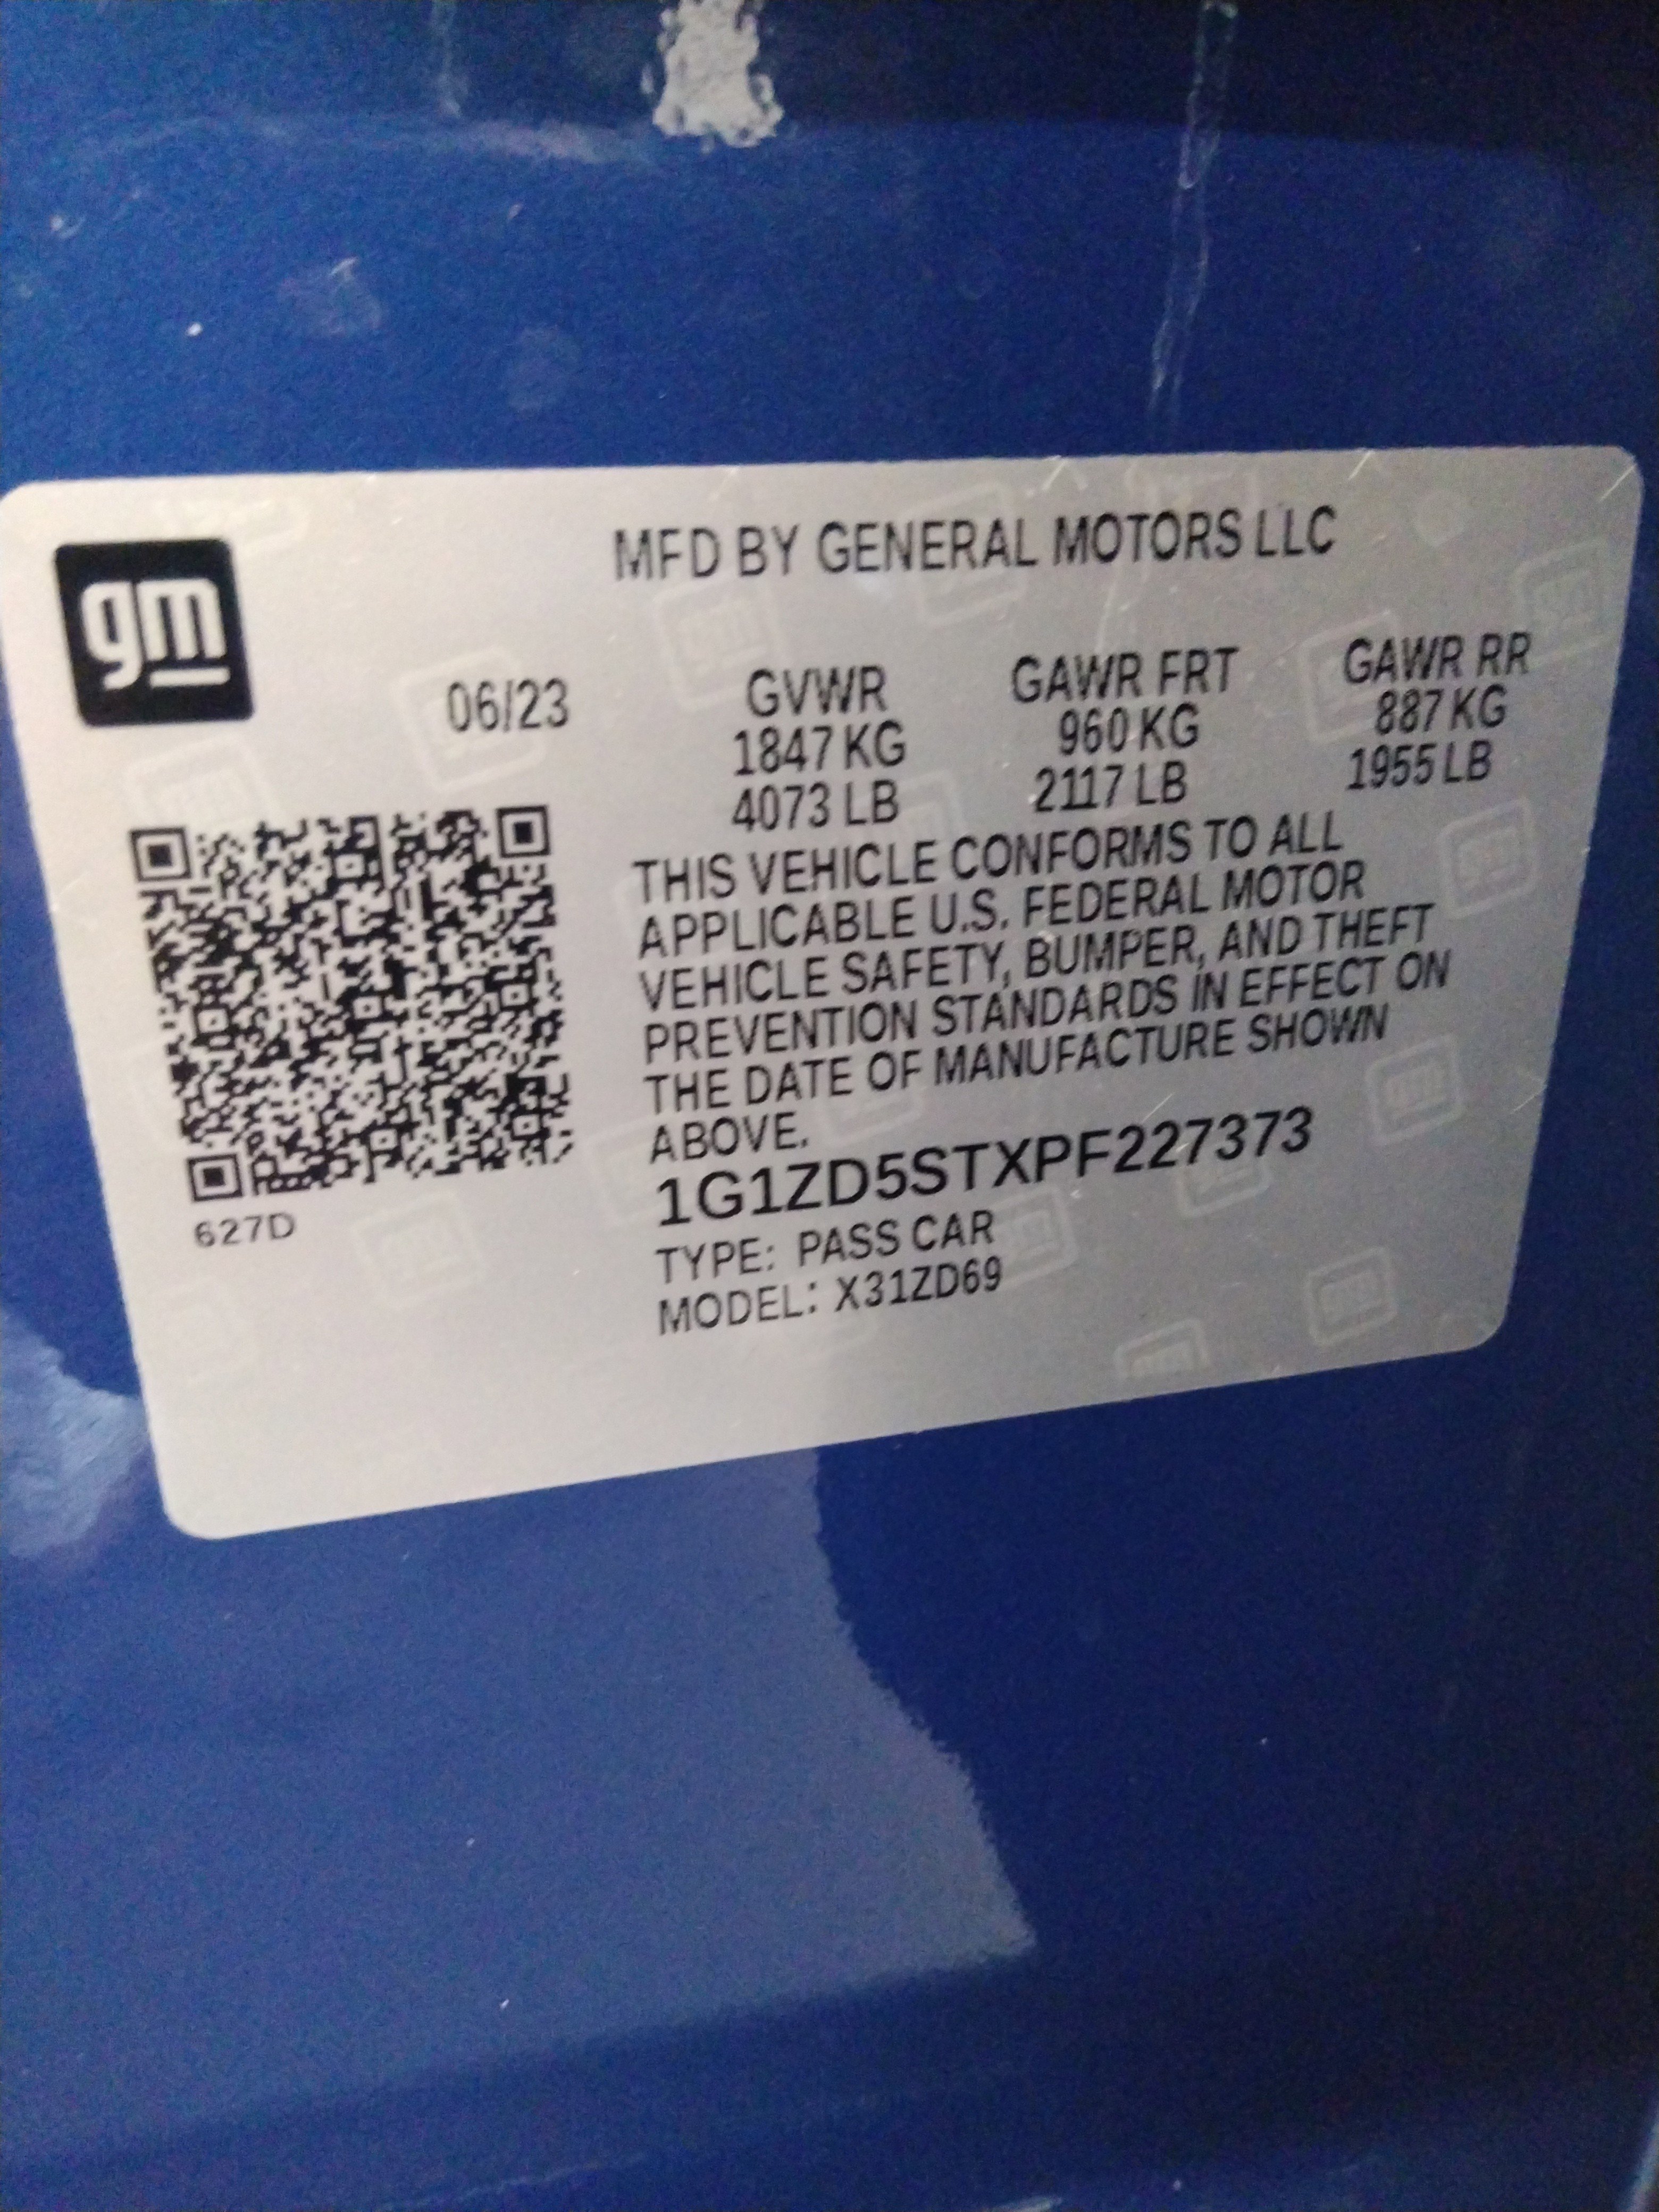 gm
MFD BY GENERAL MOTORS LLC
06/23 GVWR GAWR FRT GAWR RR
1847 KG 960 KG 887 KG
4073 LB 2117 LB 1955 LB
THIS VEHICLE CONFORMS TO ALL
APPLICABLE U.S. FEDERAL MOTOR
VEHICLE SAFETY, BUMPER, AND THEFT
PREVENTION STANDARDS IN EFFECT ON
THE DATE OF MANUFACTURE SHOWN
ABOVE.
1G1ZD5STXPF227373
627D
TYPE: PASS CAR
MODEL: X31ZD69